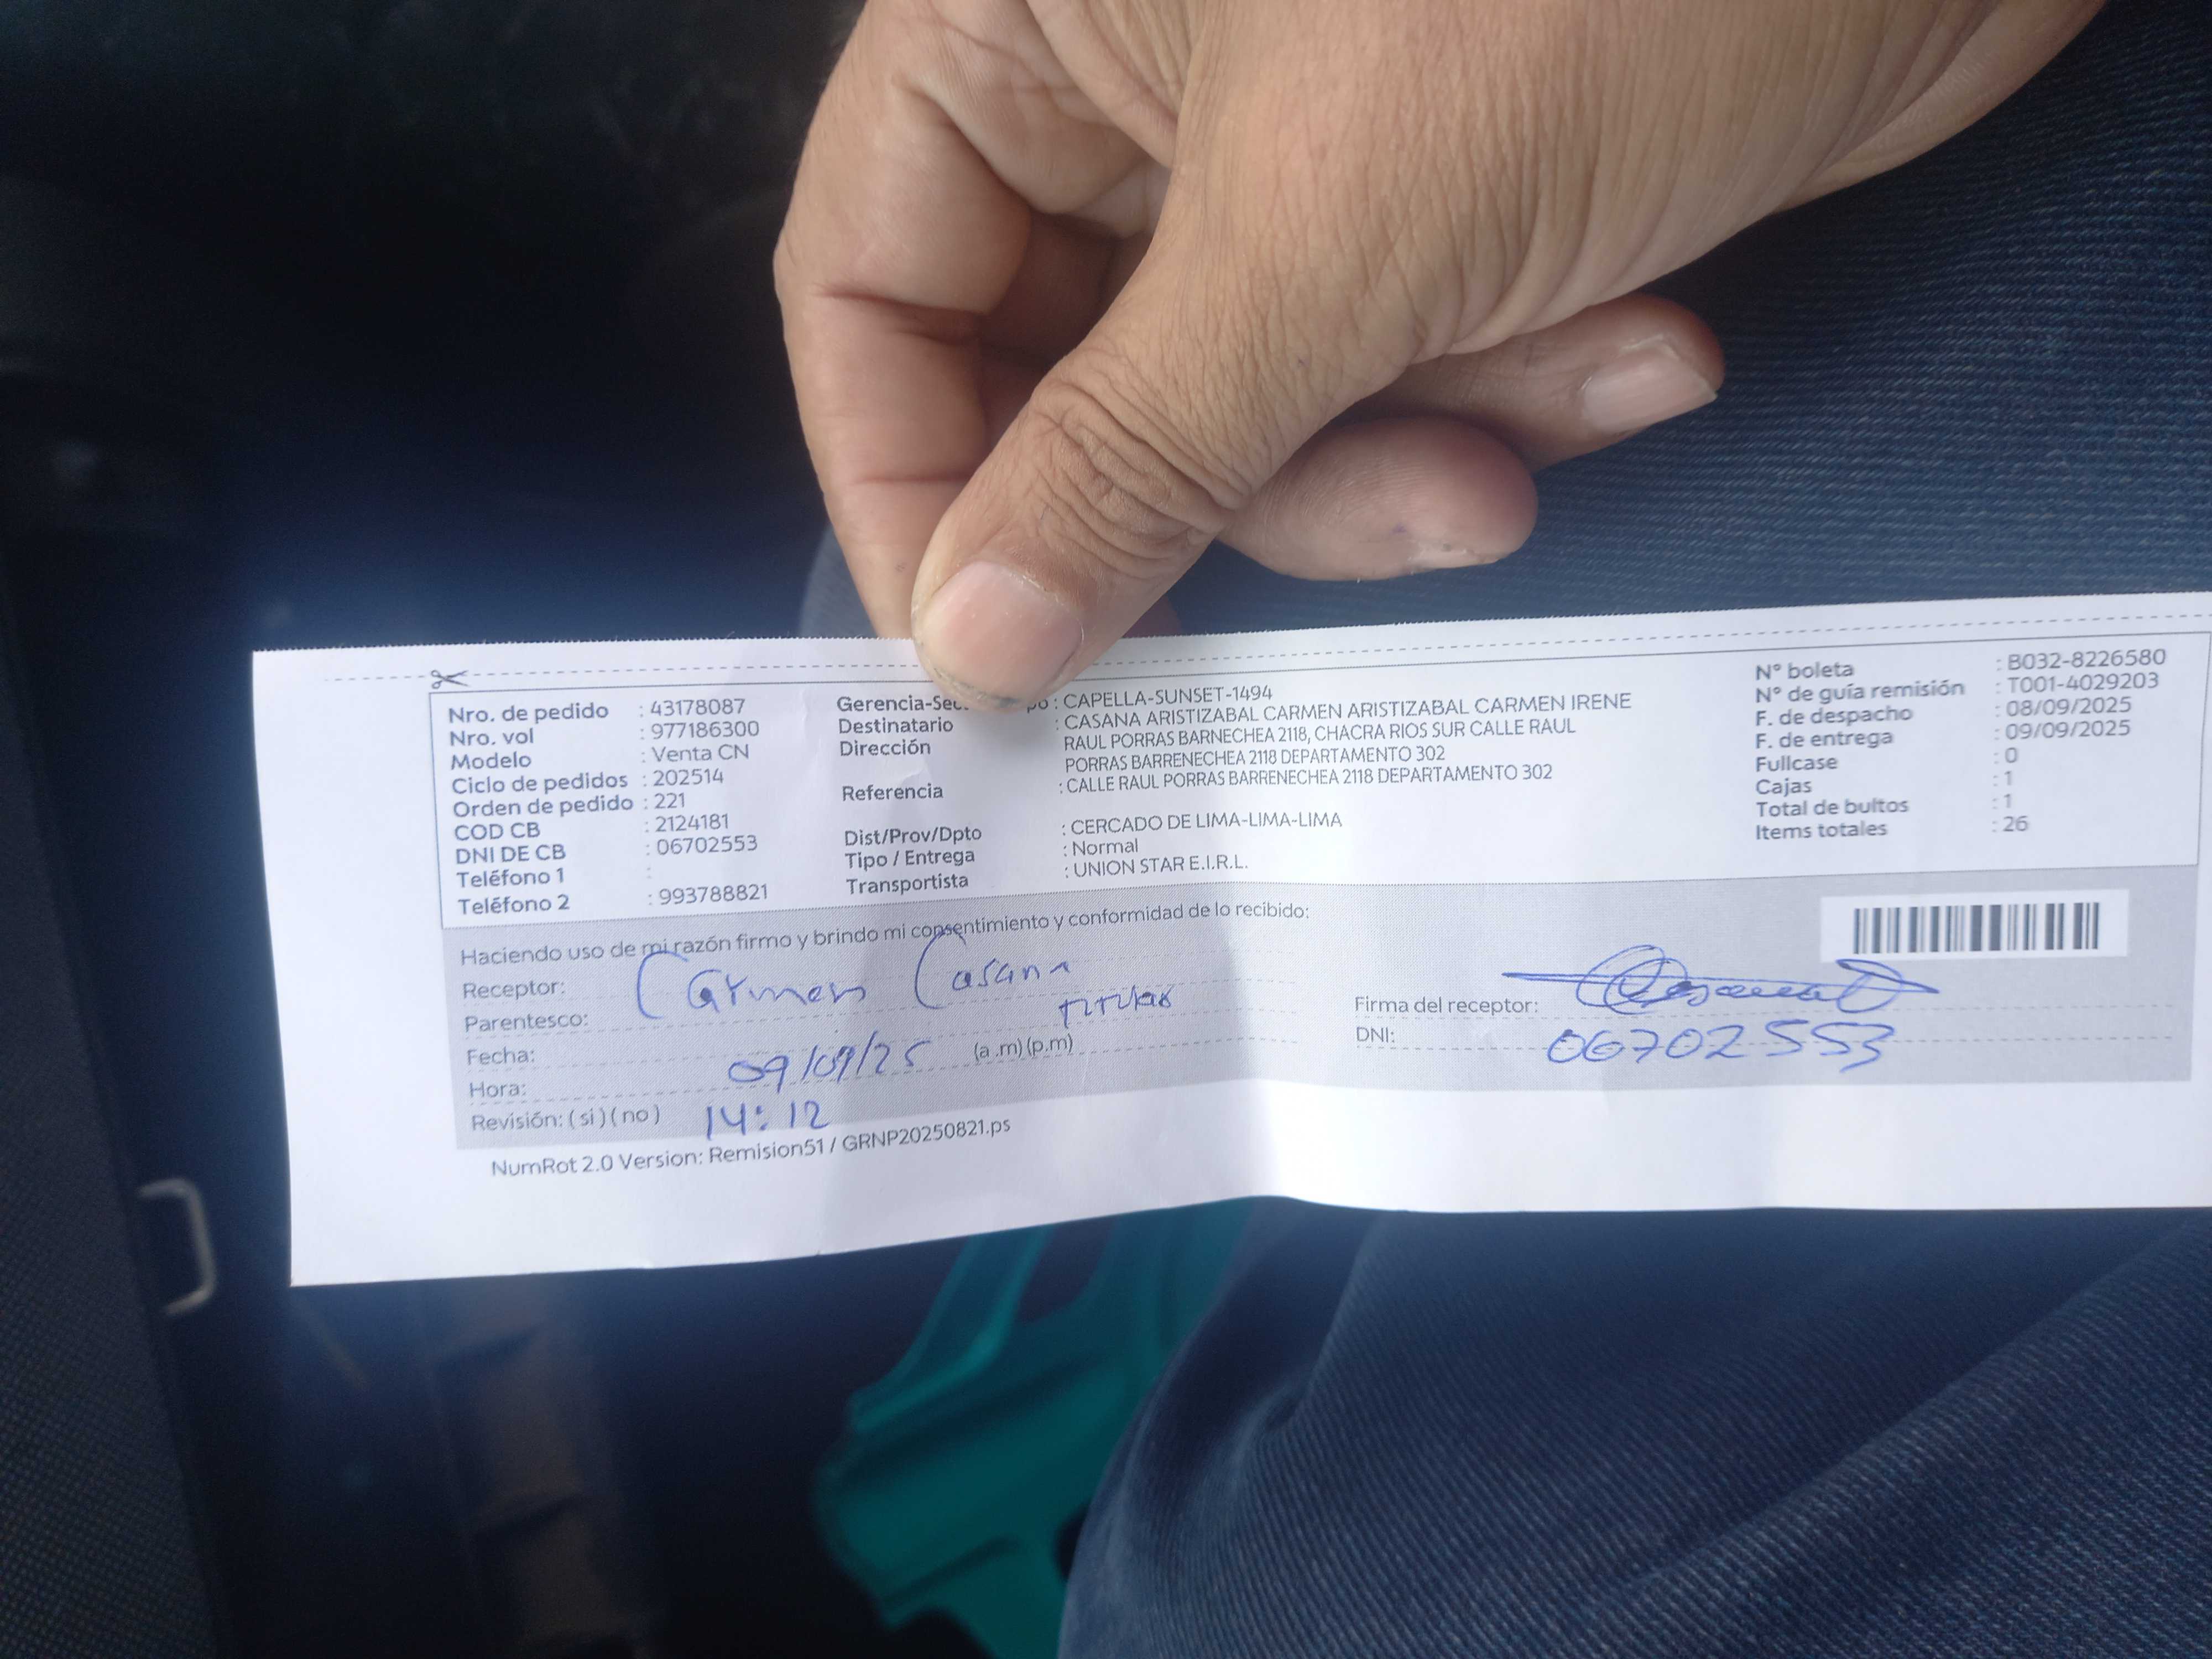 Nro. de pedido : 43178087
Nro. vol : 977186300
Modelo : Venta CN
Ciclo de pedidos : 202514
Orden de pedido : 221
COD CB : 2124181
DNI DE CB : 06702553
Teléfono 1 :
Teléfono 2 : 993788821
Gerencia-Sec : CAPELLA-SUNSET-1494
Destinatario : CASANA ARISTIZABAL CARMEN ARISTIZABAL CARMEN IRENE
Dirección RAUL PORRAS BARNECHEA 2118, CHACRA RIOS SUR CALLE RAUL
PORRAS BARRENECHEA 2118 DEPARTAMENTO 302
Referencia : CALLE RAUL PORRAS BARRENECHEA 2118 DEPARTAMENTO 302
Dist/Prov/Dpto : CERCADO DE LIMA-LIMA-LIMA
Tipo / Entrega : Normal
Transportista : UNION STAR E.I.R.L.
N° boleta : B032-8226580
N° de guía remisión : T001-4029203
F. de despacho : 08/09/2025
F. de entrega : 09/09/2025
Fullcase : 0
Cajas : 1
Total de bultos : 1
Items totales : 26
Haciendo uso de mi razón firmo y brindo mi consentimiento y conformidad de lo recibido:
Receptor: Carmen Casana
Parentesco: titular
Fecha: 09/09/25 (a .m) (p.m)
Hora:
Revisión: ( si ) ( no ) 14:12
Firma del receptor:
DNI: 06702553
NumRot 2.0 Version: Remision51 / GRNP20250821.ps